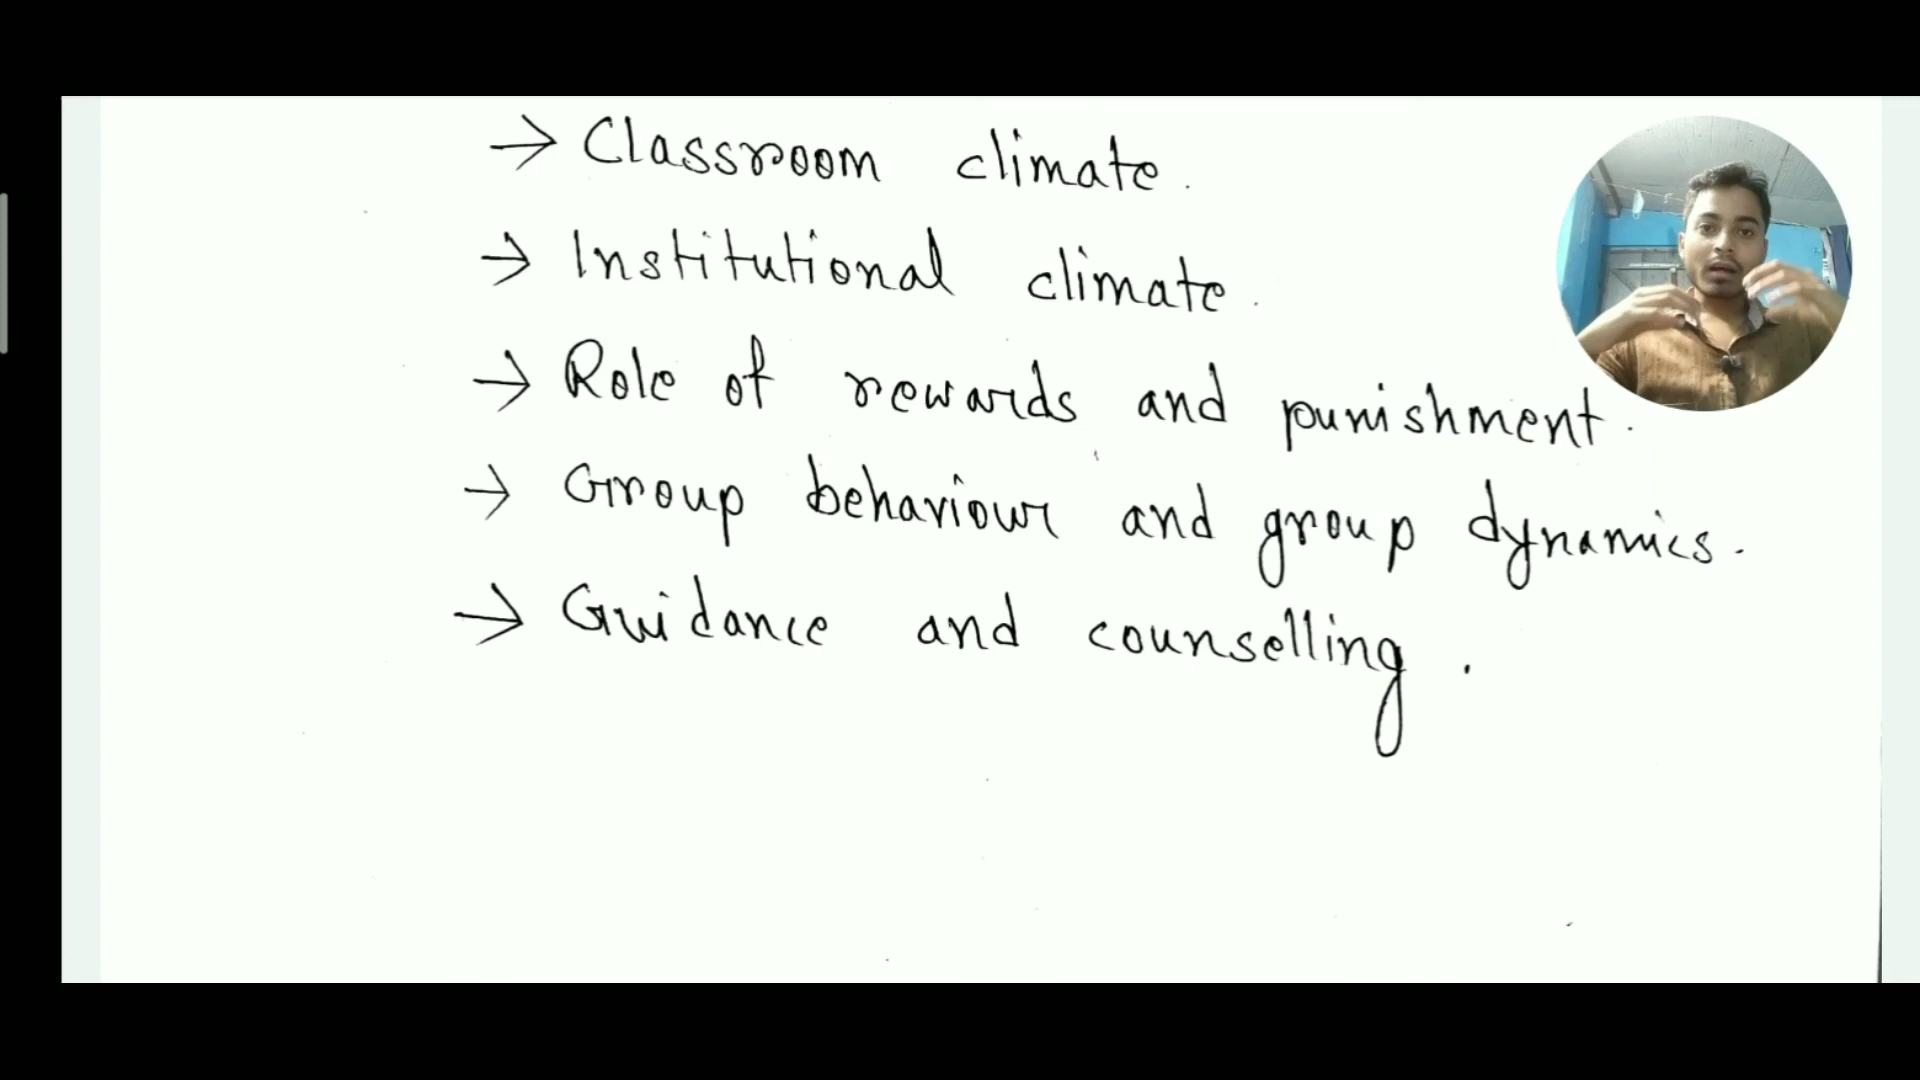 → Classroom climate.
→ Institutional climate.
→ Role of rewards and punishment.
→ Group behaviour and group dynamics.
→ Guidance and counselling.